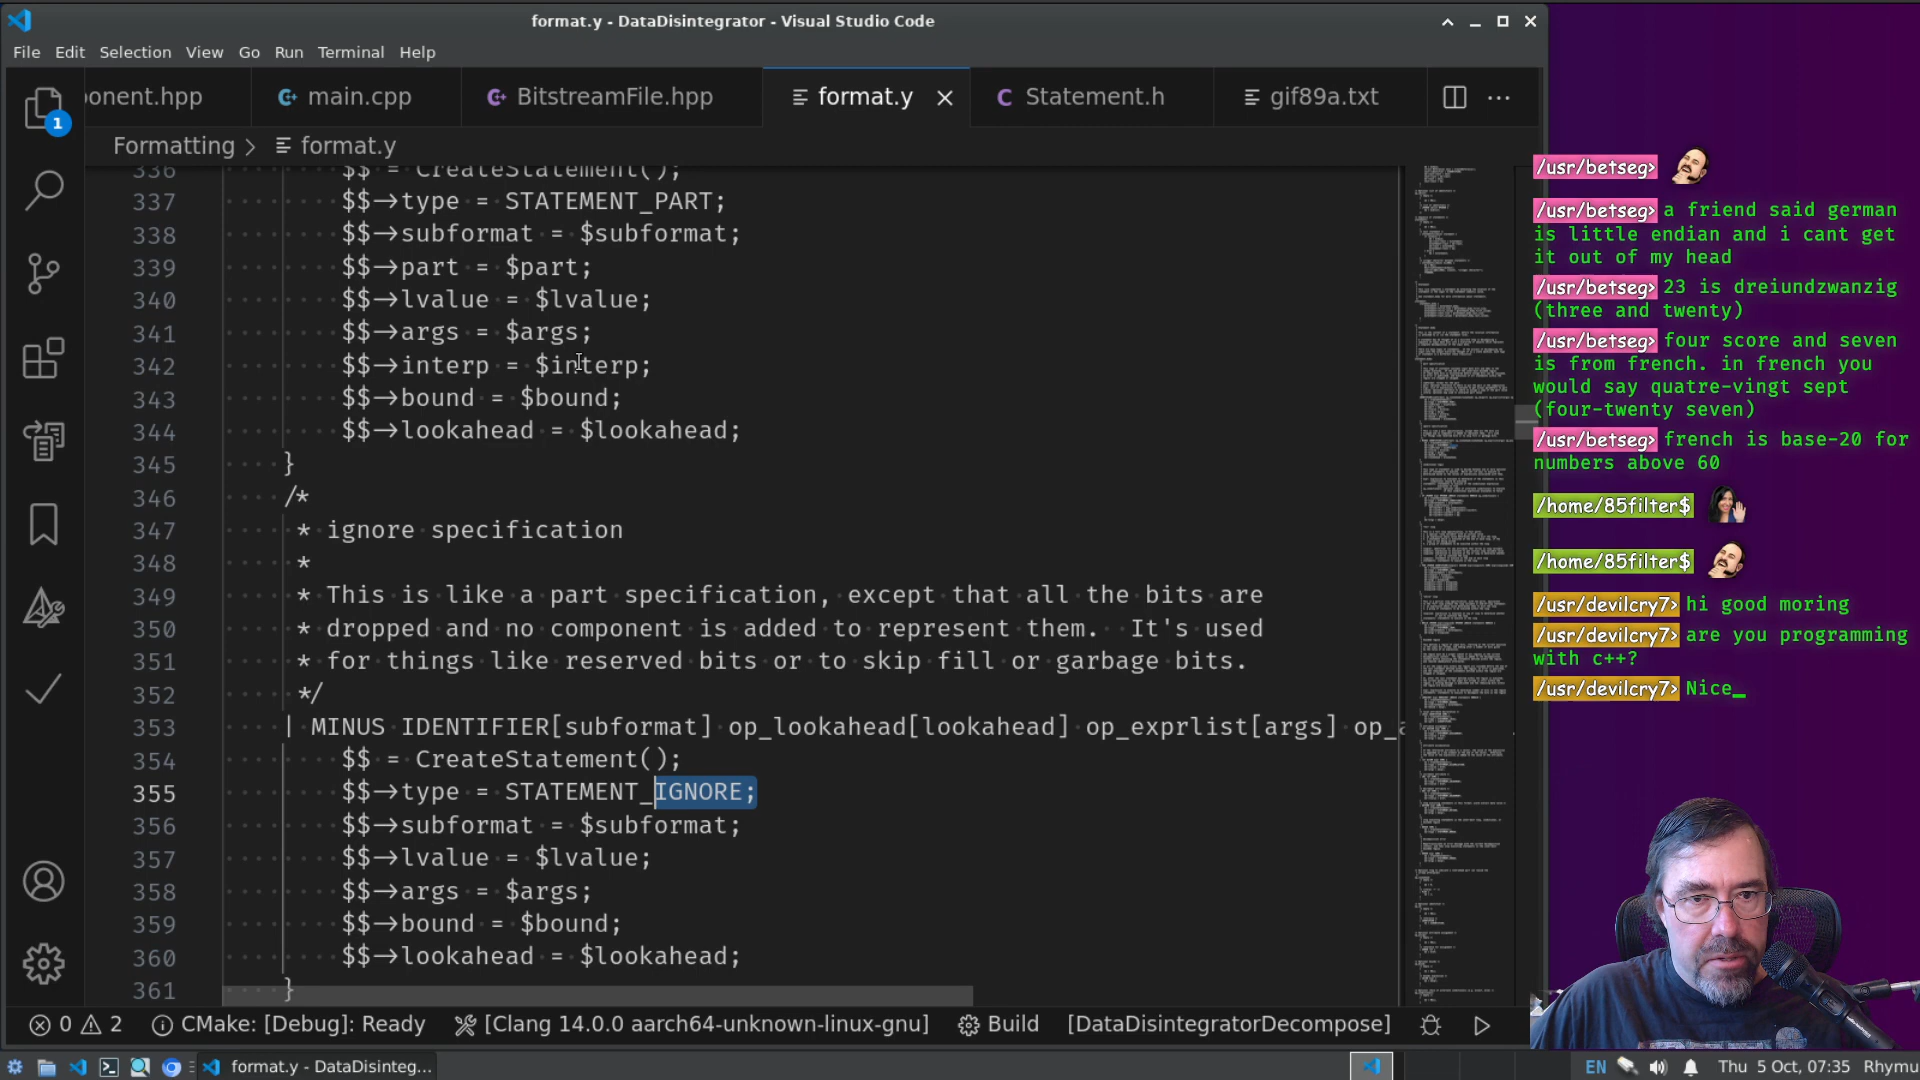 format.y - DataDisintegrator - Visual Studio Code
File Edit Selection View Go Run Terminal Help
ponent.hpp main.cpp BitstreamFile.hpp format.y Statement.h gif89a.txt
1
Formatting > format.y
336 $$ = CreateStatement();
337 $$->type = STATEMENT_PART;
338 $$->subformat = $subformat;
339 $$->part = $part;
340 $$->lvalue = $lvalue;
341 $$->args = $args;
342 $$->interp = $interp;
343 $$->bound = $bound;
344 $$->lookahead = $lookahead;
345 }
346 /*
347 * ignore specification
348 *
349 * This is like a part specification, except that all the bits are
350 * dropped and no component is added to represent them.  It's used
351 * for things like reserved bits or to skip fill or garbage bits.
352 */
353 | MINUS IDENTIFIER[subformat] op_lookahead[lookahead] op_exprlist[args] op_a
354 $$ = CreateStatement();
355 $$->type = STATEMENT_IGNORE;
356 $$->subformat = $subformat;
357 $$->lvalue = $lvalue;
358 $$->args = $args;
359 $$->bound = $bound;
360 $$->lookahead = $lookahead;
361 }
0 2 CMake: [Debug]: Ready [Clang 14.0.0 aarch64-unknown-linux-gnu] Build [DataDisintegratorDecompose]
format.y - DataDisinteg...
EN Thu 5 Oct, 07:35 Rhymu
/usr/betseg>
/usr/betseg> a friend said german
is little endian and i cant get
it out of my head
/usr/betseg> 23 is dreiundzwanzig
(three and twenty)
/usr/betseg> four score and seven
is from french. in french you
would say quatre-vingt sept
(four-twenty seven)
/usr/betseg> french is base-20 for
numbers above 60
/home/85filter$
/home/85filter$
/usr/devilcry7> hi good moring
/usr/devilcry7> are you programming
with c++?
/usr/devilcry7> Nice_